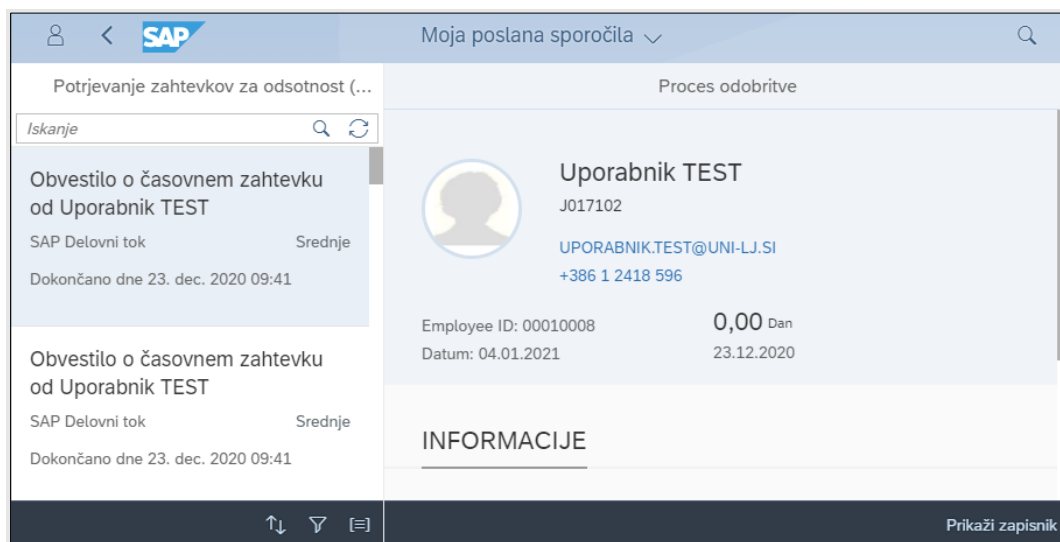 SAP
Moja poslana sporočila
Potrjevanje zahtevkov za odsotnost (...
Iskanje
Obvestilo o časovnem zahtevku
od Uporabnik TEST
SAP Delovni tok Srednje
Dokončano dne 23. dec. 2020 09:41
Obvestilo o časovnem zahtevku
od Uporabnik TEST
SAP Delovni tok Srednje
Dokončano dne 23. dec. 2020 09:41
Proces odobritve
Uporabnik TEST
J017102
UPORABNIK.TEST@UNI-LJ.SI
+386 1 2418 596
Employee ID: 00010008 0,00 Dan
Datum: 04.01.2021 23.12.2020
INFORMACIJE
Prikaži zapisnik